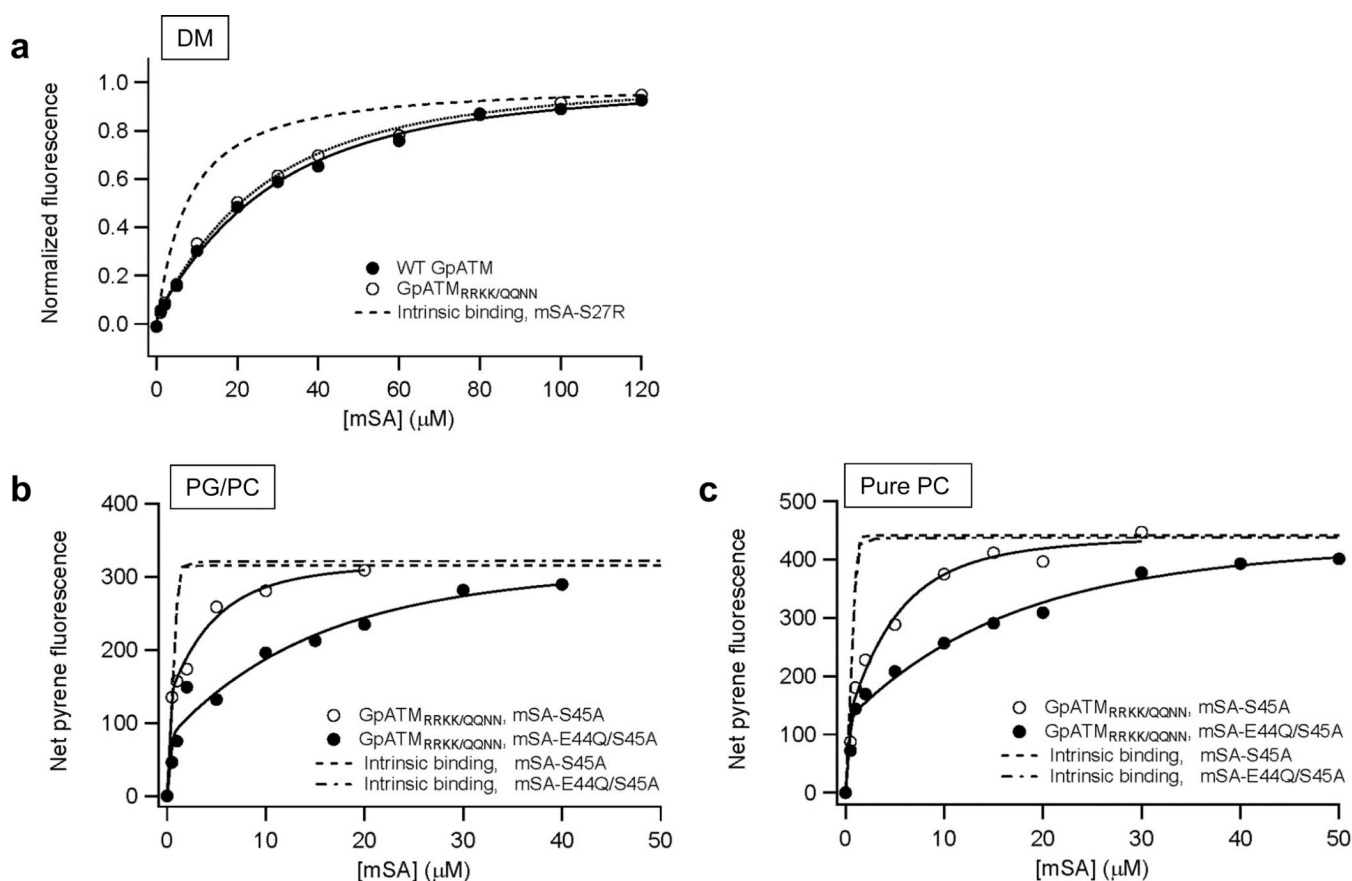 a
DM
1.0
0.8
0.6
0.4
0.2
0.0
Normalized fluorescence
WT GpATM
GpATMRRKK/QQNN
Intrinsic binding, mSA-S27R
0 20 40 60 80 100 120
[mSA] (μM)
b
PG/PC
400
300
200
100
0
Net pyrene fluorescence
GpATMRRKK/QQNN, mSA-S45A
GpATMRRKK/QQNN, mSA-E44Q/S45A
Intrinsic binding, mSA-S45A
Intrinsic binding, mSA-E44Q/S45A
0 10 20 30 40 50
[mSA] (μM)
c
Pure PC
500
400
300
200
100
0
Net pyrene fluorescence
GpATMRRKK/QQNN, mSA-S45A
GpATMRRKK/QQNN, mSA-E44Q/S45A
Intrinsic binding, mSA-S45A
Intrinsic binding, mSA-E44Q/S45A
0 10 20 30 40 50
[mSA] (μM)